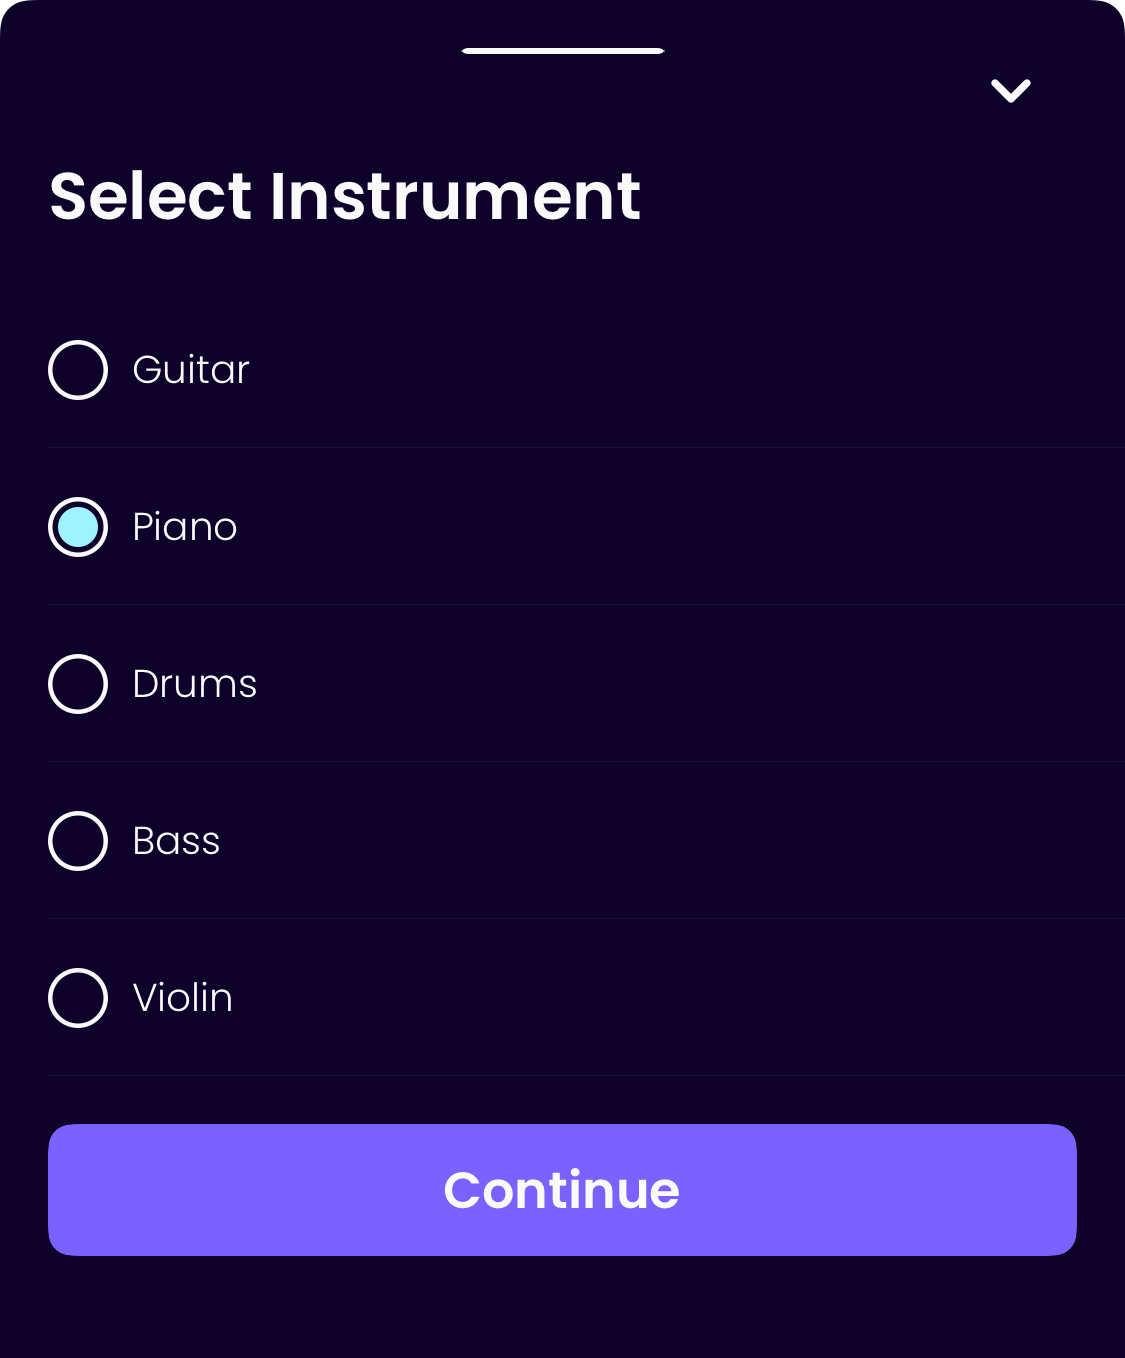 Select Instrument
Guitar
Piano
Drums
Bass
Violin
Continue